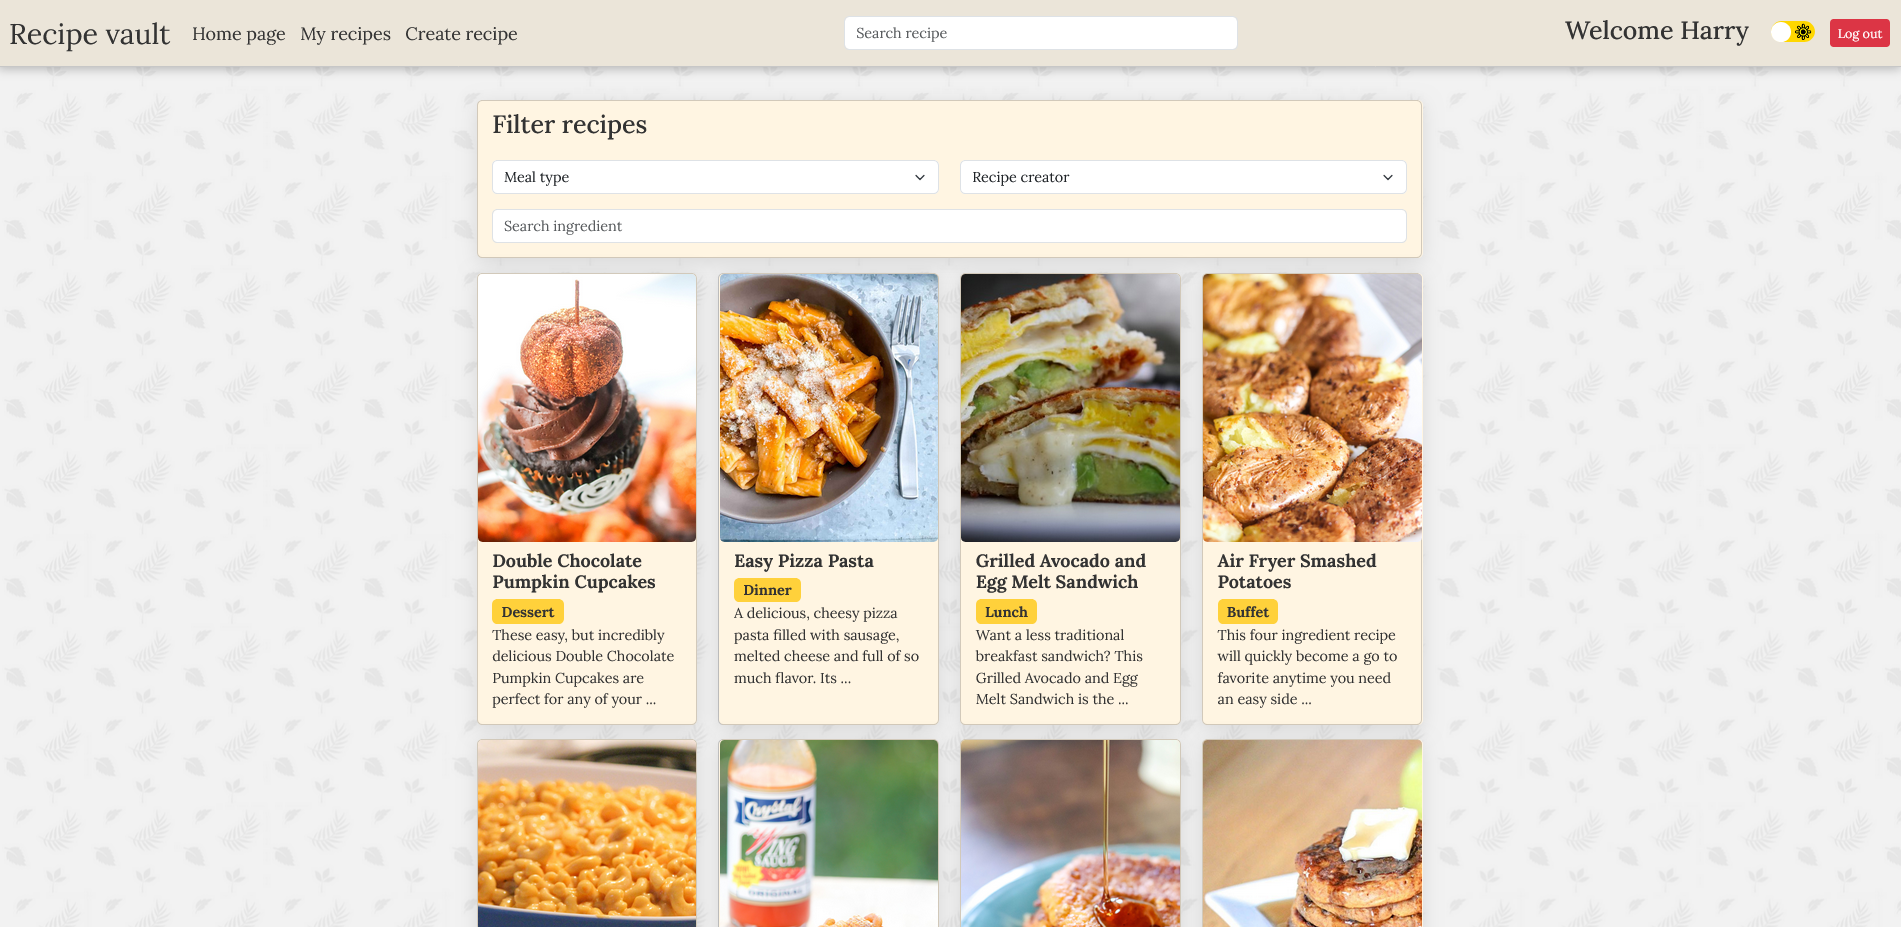 Recipe vault
Home page
My recipes
Create recipe
Search recipe
Welcome Harry
Log out
Filter recipes
Meal type
Recipe creator
Search ingredient
Double Chocolate
Pumpkin Cupcakes
Dessert
These easy, but incredibly
delicious Double Chocolate
Pumpkin Cupcakes are
perfect for any of your ...
Easy Pizza Pasta
Dinner
A delicious, cheesy pizza
pasta filled with sausage,
melted cheese and full of so
much flavor. Its ...
Grilled Avocado and
Egg Melt Sandwich
Lunch
Want a less traditional
breakfast sandwich? This
Grilled Avocado and Egg
Melt Sandwich is the ...
Air Fryer Smashed
Potatoes
Buffet
This four ingredient recipe
will quickly become a go to
favorite anytime you need
an easy side ...
Crystal
WING
SAUCE
ORIGINAL